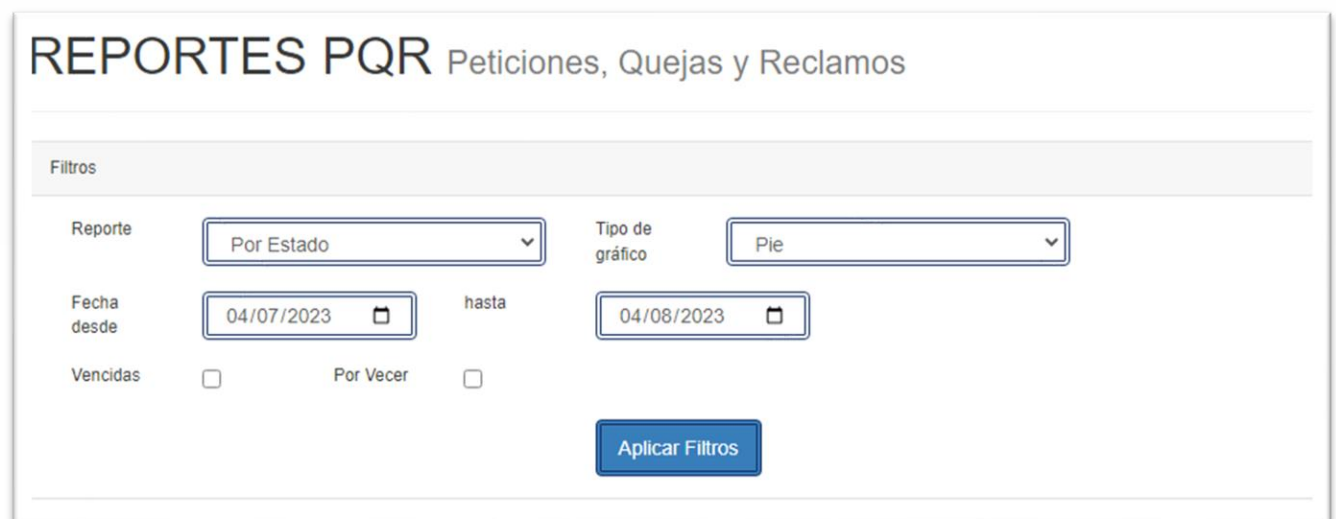 REPORTES PQR Peticiones, Quejas y Reclamos
Filtros
Reporte
Por Estado
Tipo de
gráfico
Pie
Fecha
desde
04/07/2023
hasta
04/08/2023
Vencidas
Por Vecer
Aplicar Filtros